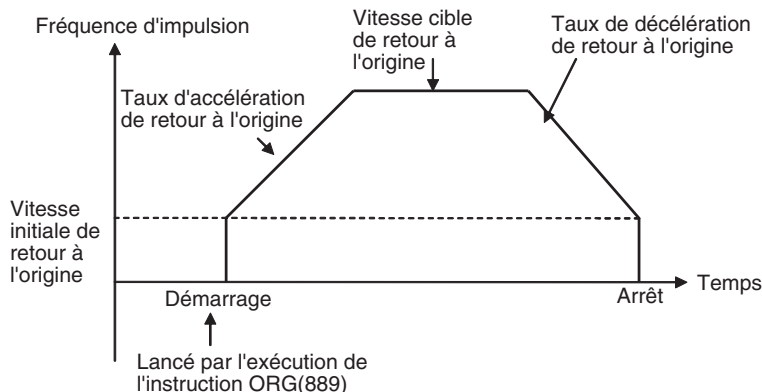 Fréquence d'impulsion
Vitesse cible
de retour à
l'origine
Taux de décélération
de retour à l'origine
Taux d'accélération
de retour à l'origine
Vitesse
initiale de
retour à
l'origine
Temps
Démarrage
Arrêt
Lancé par l'exécution de
l'instruction ORG(889)